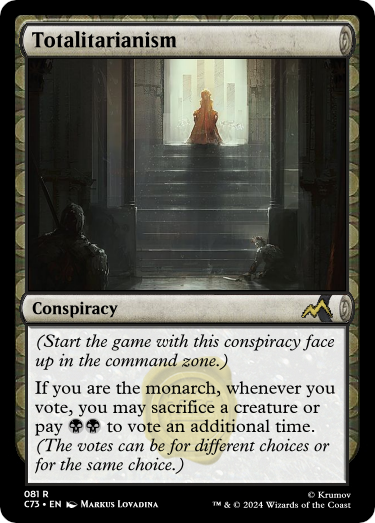 Totalitarianism
Conspiracy
(Start the game with this conspiracy face
up in the command zone.)
If you are the monarch, whenever you
vote, you may sacrifice a creature or
pay to vote an additional time.
(The votes can be for different choices or
for the same choice.)
081 R
© Krumov
C73 • EN Markus Lovadina
™ & © 2024 Wizards of the Coast